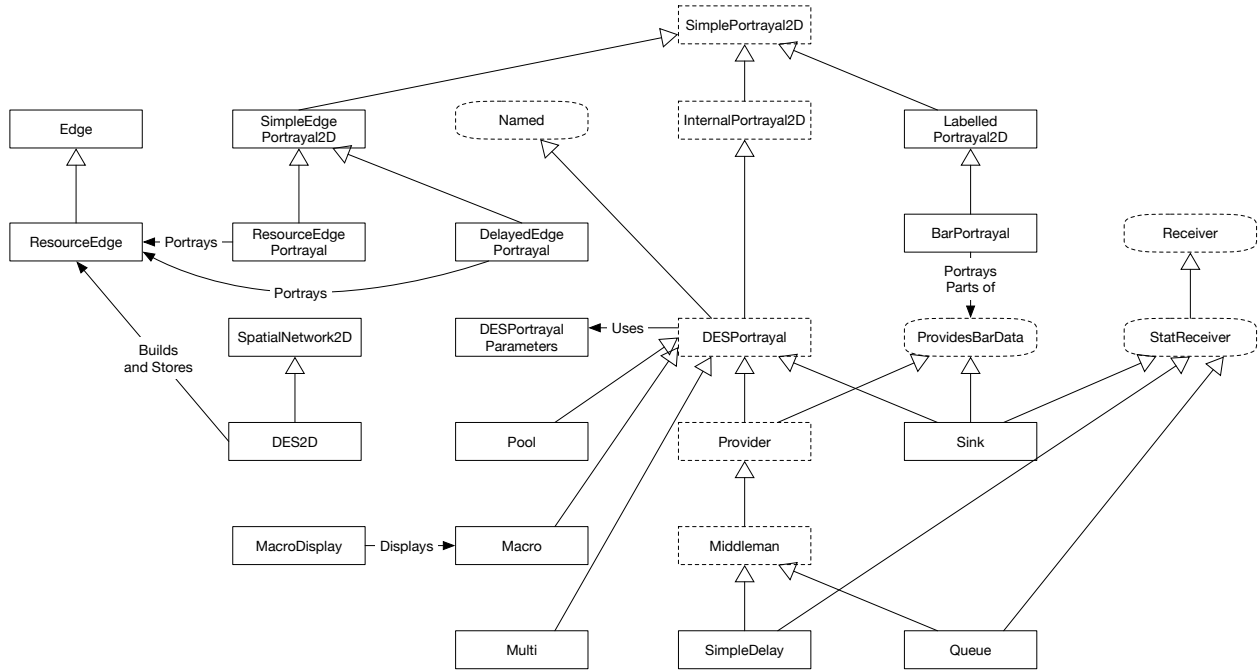 SimplePortrayal2D
Edge
SimpleEdge
Portrayal2D
Named
InternalPortrayal2D
Labelled
Portrayal2D
ResourceEdge
Portrays
ResourceEdge
Portrayal
DelayedEdge
Portrayal
BarPortrayal
Receiver
Portrays
Parts of
Portrays
SpatialNetwork2D
DESPortrayal
Parameters
Uses
DESPortrayal
ProvidesBarData
StatReceiver
Builds
and Stores
DES2D
Pool
Provider
Sink
MacroDisplay
Displays
Macro
Middleman
Multi
SimpleDelay
Queue